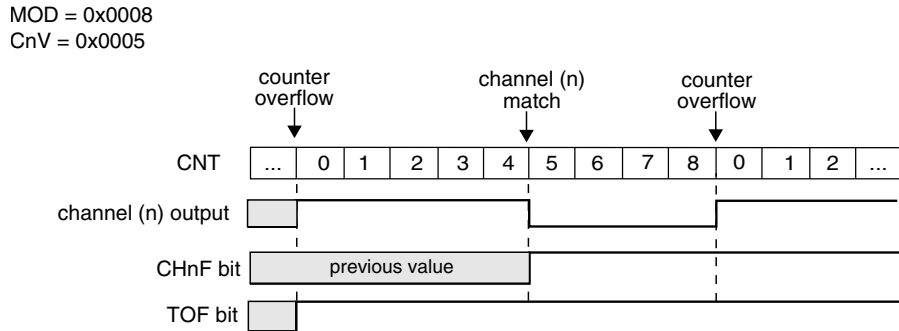 MOD = 0x0008
CnV = 0x0005
counter overflow
channel (n) match
counter overflow
CNT ... 0 1 2 3 4 5 6 7 8 0 1 2 ...
channel (n) output
CHnF bit previous value
TOF bit